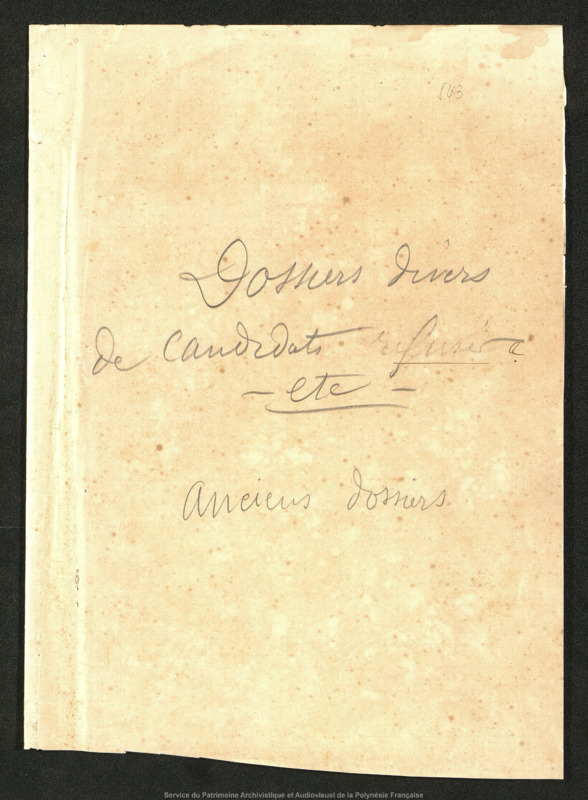 543
Dossiers divers
de candidats refusés
- etc -
anciens dossiers
Service du Patrimoine Archivistique et Audiovisuel de la Polynésie Française